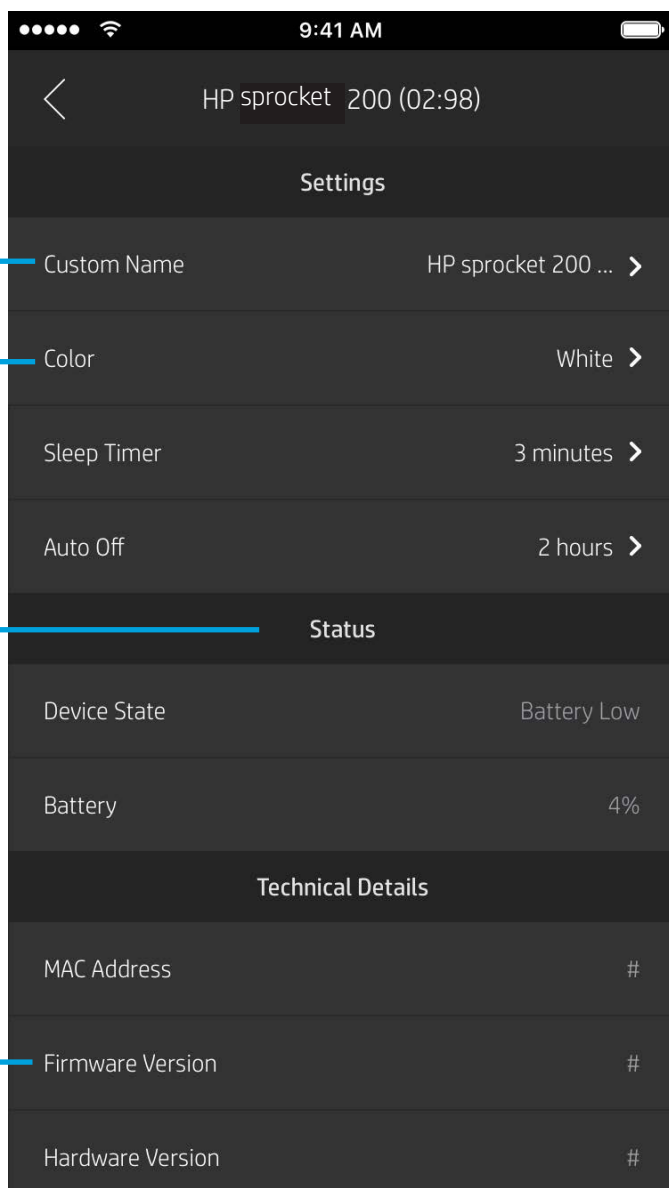 9:41 AM
HP sprocket 200 (02:98)
Settings
Custom Name HP sprocket 200 ...
Color White
Sleep Timer 3 minutes
Auto Off 2 hours
Status
Device State Battery Low
Battery 4%
Technical Details
MAC Address #
Firmware Version #
Hardware Version #